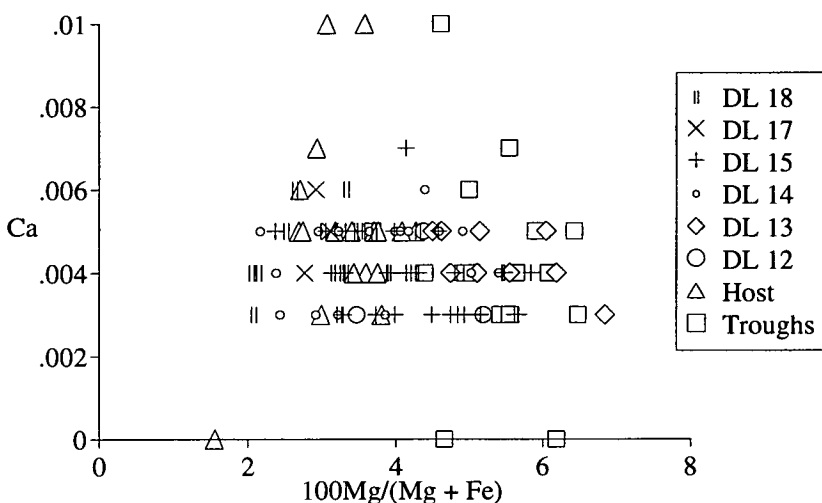 .01
.008
.006
Ca
.004
.002
0
0 2 4 6 8
100Mg/(Mg + Fe)
DL 18
DL 17
DL 15
DL 14
DL 13
DL 12
Host
Troughs